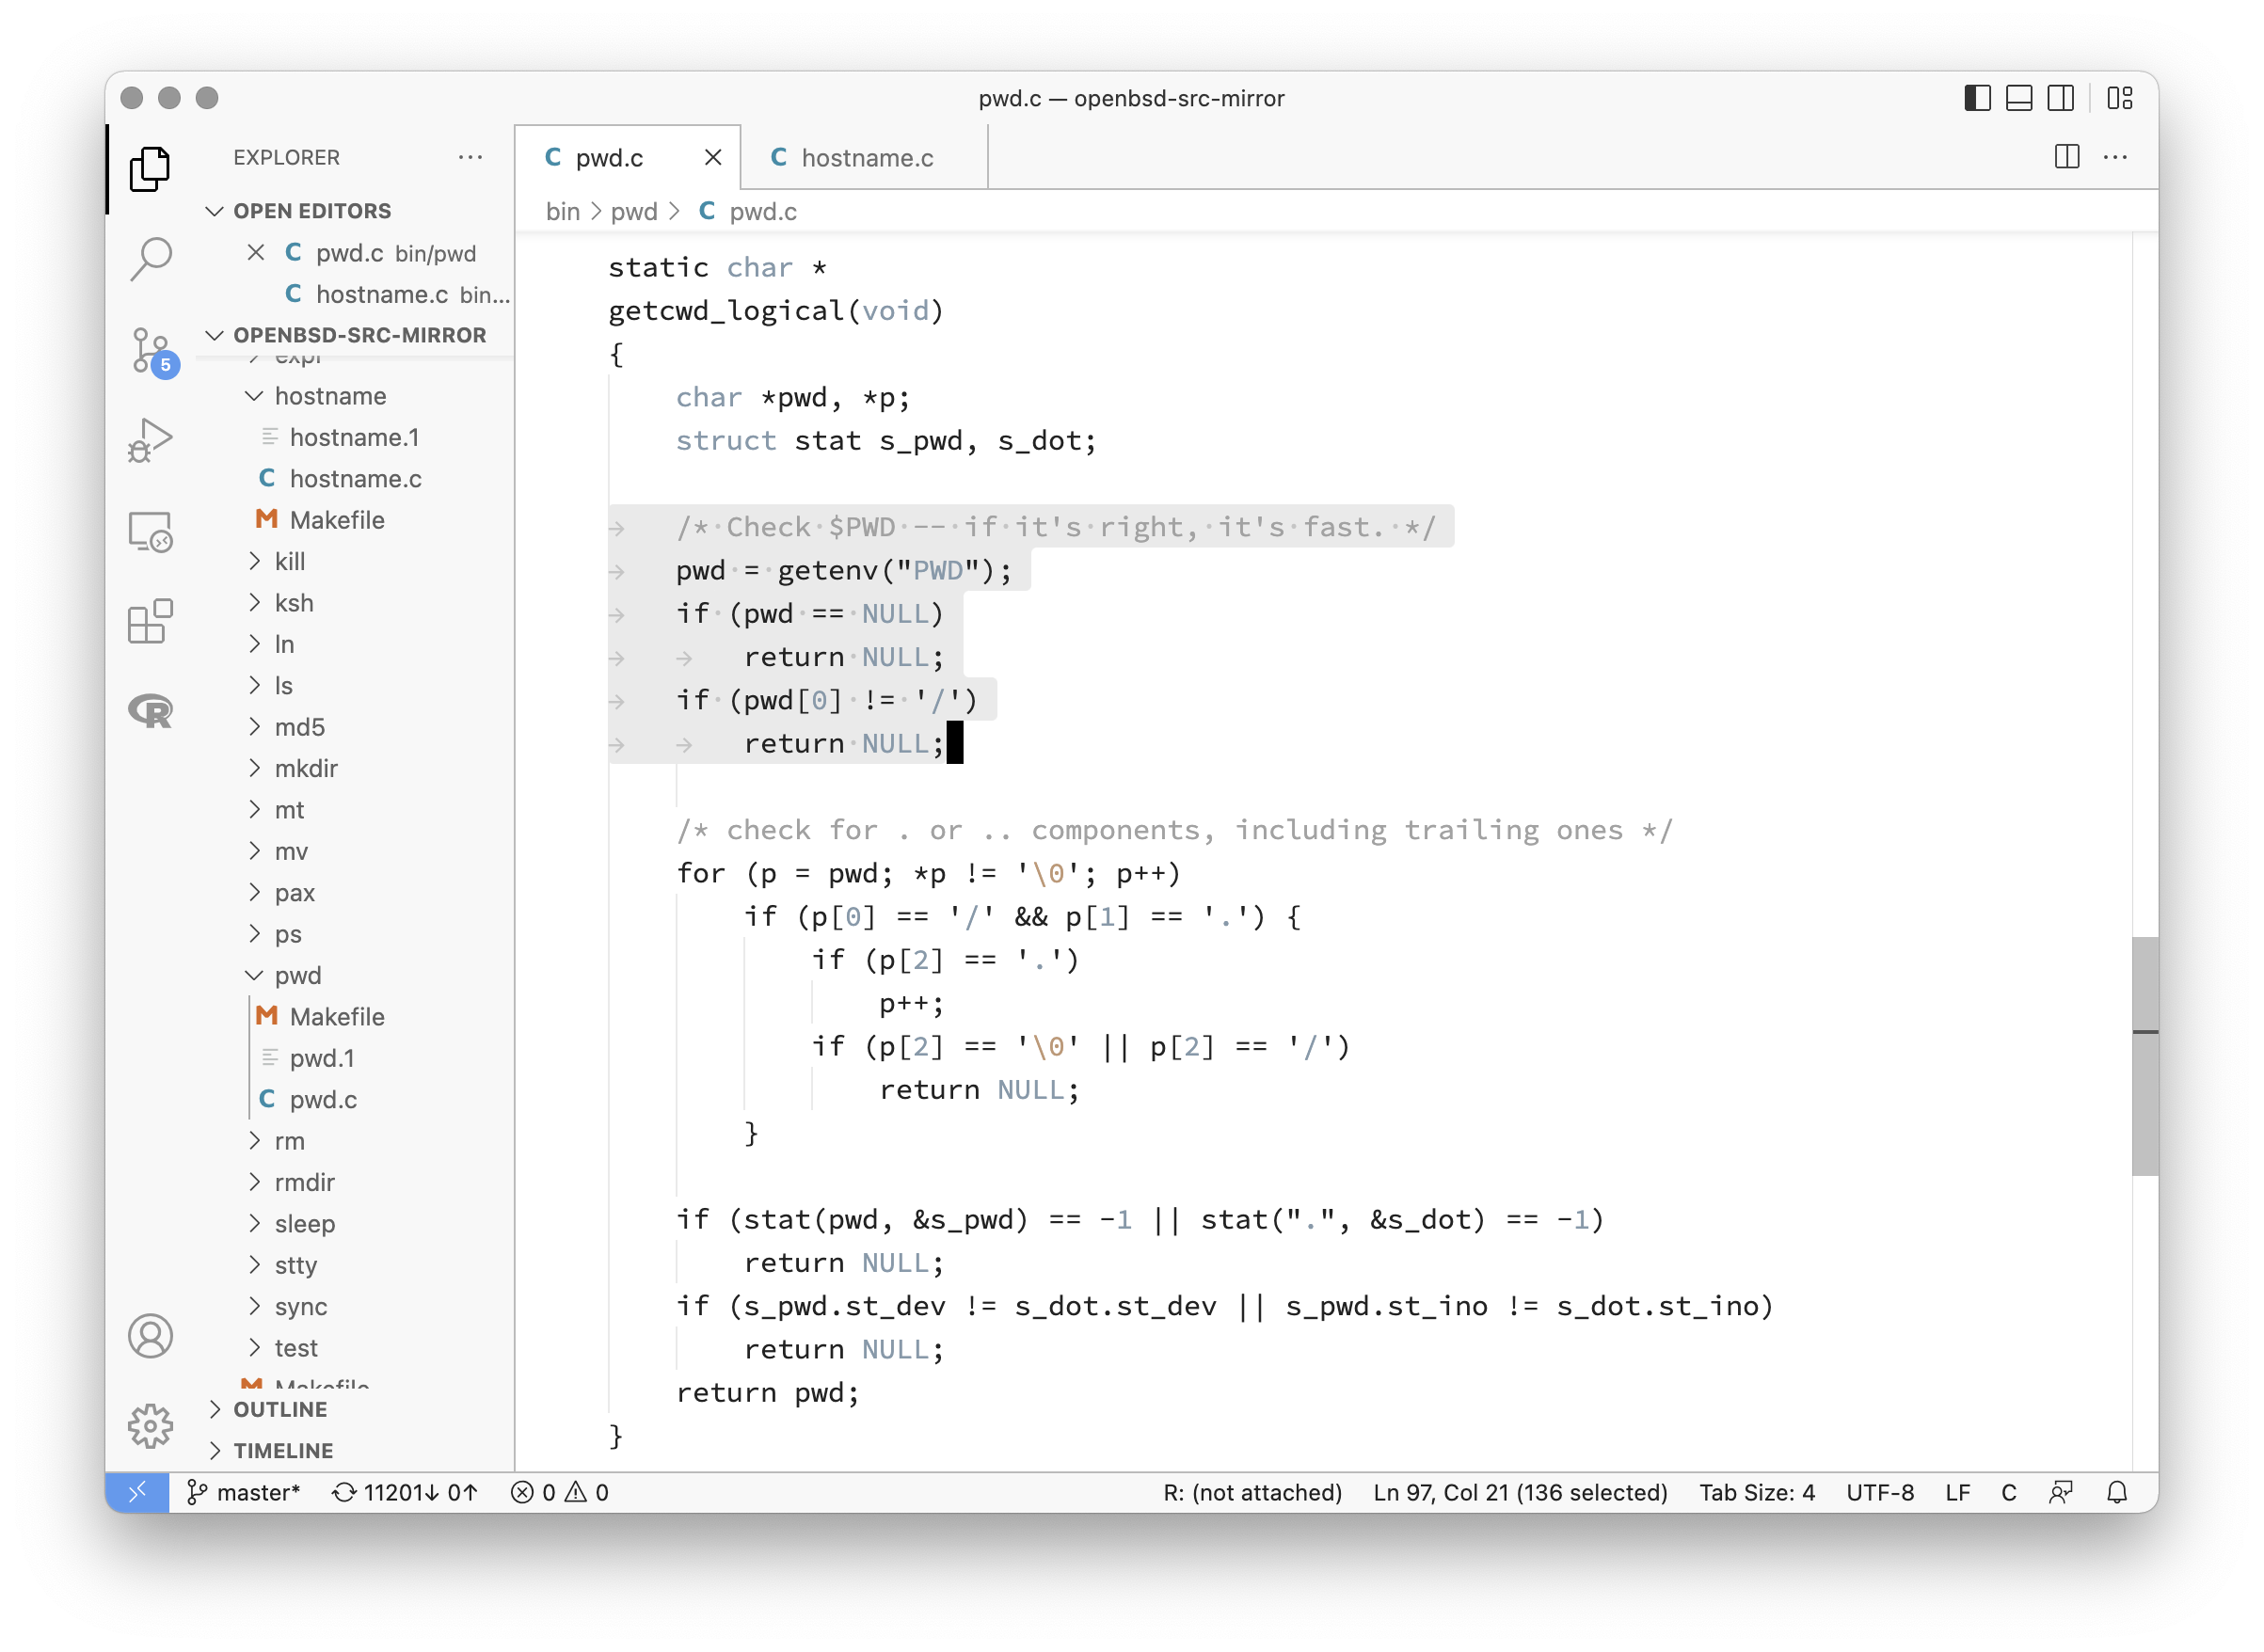 pwd.c — openbsd-src-mirror
EXPLORER
OPEN EDITORS
pwd.c bin/pwd
hostname.c bin...
OPENBSD-SRC-MIRROR
expr
hostname
hostname.1
hostname.c
Makefile
kill
ksh
ln
ls
md5
mkdir
mt
mv
pax
ps
pwd
Makefile
pwd.1
pwd.c
rm
rmdir
sleep
stty
sync
test
Makefile
OUTLINE
TIMELINE
5
R
pwd.c
hostname.c
bin > pwd > C pwd.c
static char *
getcwd_logical(void)
{
    char *pwd, *p;
    struct stat s_pwd, s_dot;
    /* Check $PWD -- if it's right, it's fast. */
    pwd = getenv("PWD");
    if (pwd == NULL)
        return NULL;
    if (pwd[0] != '/')
        return NULL;
    /* check for . or .. components, including trailing ones */
    for (p = pwd; *p != '\0'; p++)
        if (p[0] == '/' && p[1] == '.') {
            if (p[2] == '.')
                p++;
            if (p[2] == '\0' || p[2] == '/')
                return NULL;
        }
    if (stat(pwd, &s_pwd) == -1 || stat(".", &s_dot) == -1)
        return NULL;
    if (s_pwd.st_dev != s_dot.st_dev || s_pwd.st_ino != s_dot.st_ino)
        return NULL;
    return pwd;
}
master* 11201↓ 0↑ 0 0 R: (not attached) Ln 97, Col 21 (136 selected) Tab Size: 4 UTF-8 LF C